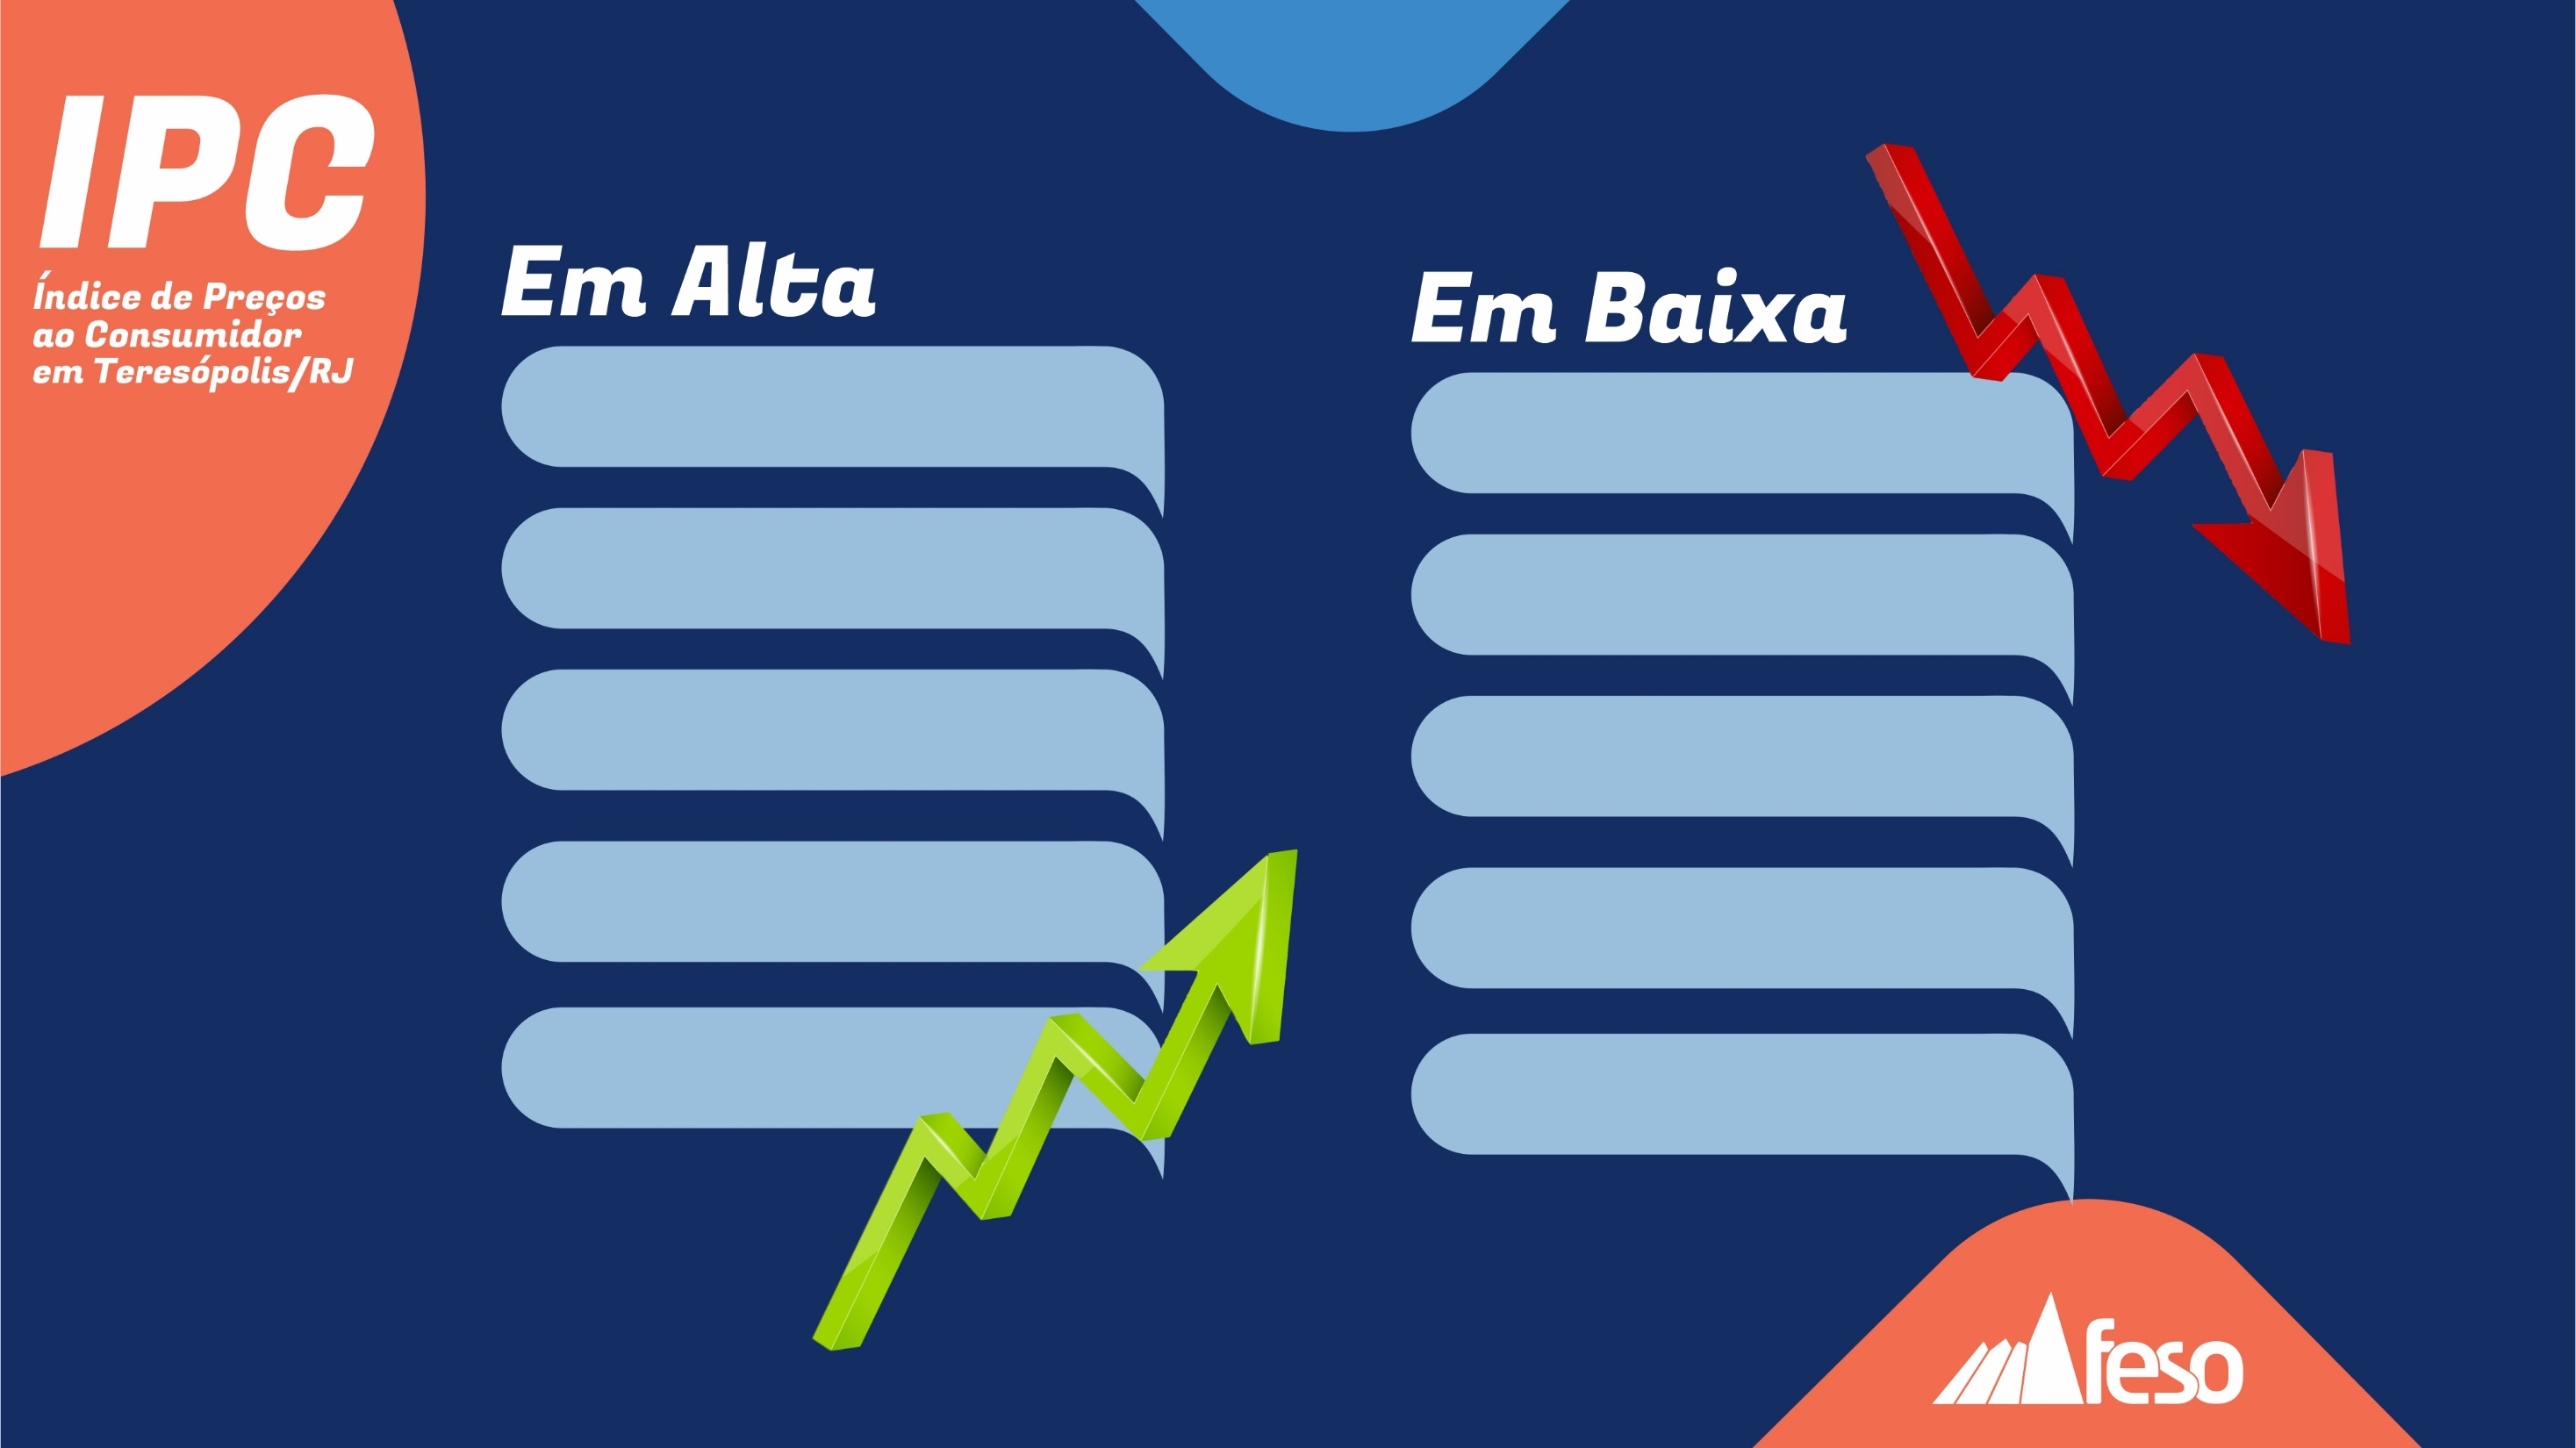 IPC
Índice de Preços
ao Consumidor
em Teresópolis/RJ
Em Alta
Em Baixa
feso